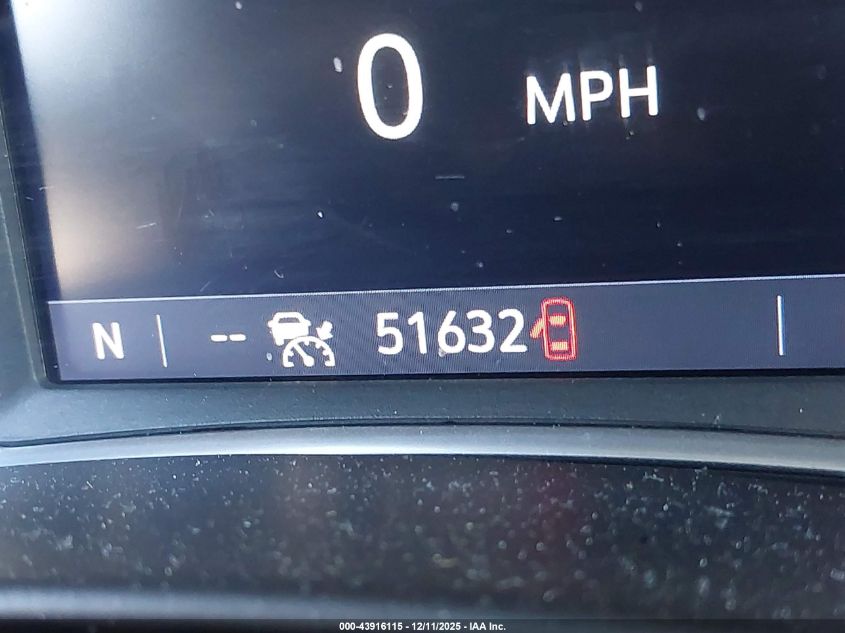 0 MPH
N -- 51632
000-43916115 - 12/11/2025 - IAA Inc.